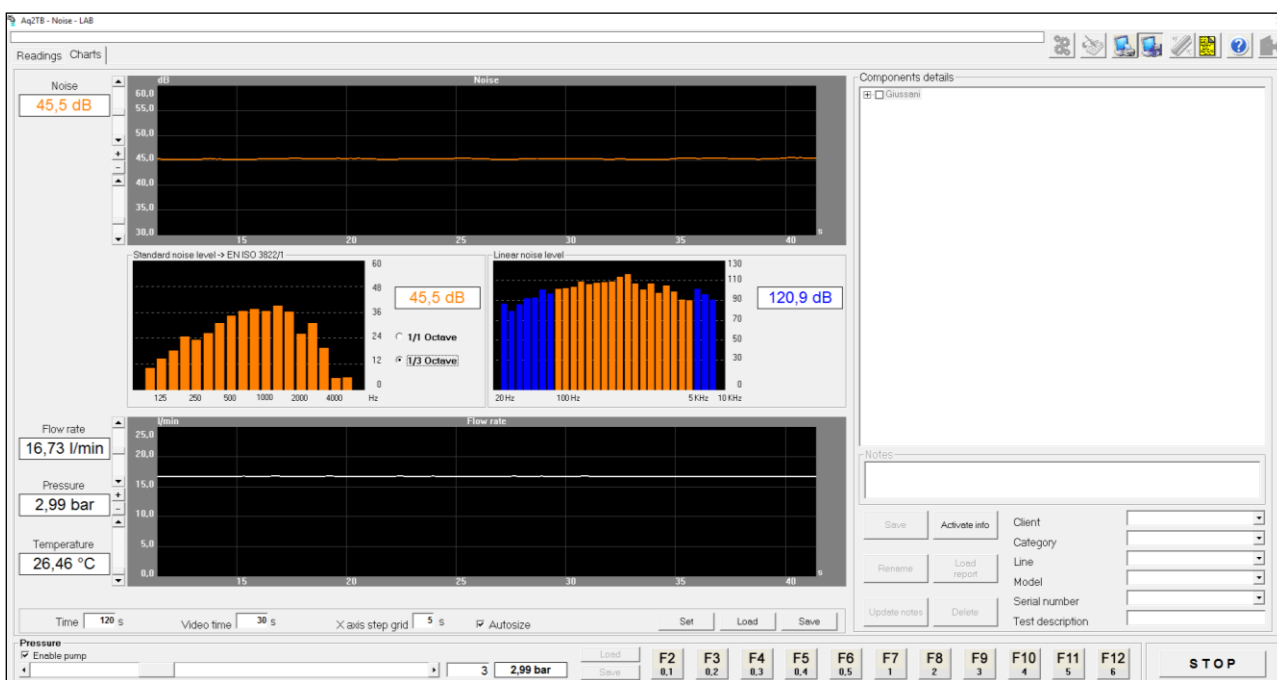 Aq2TB - Noise - LAB
Readings Charts
Noise
45,5 dB
dB Noise
60,0
55,0
50,0
45,0
40,0
35,0
30,0
15 20 25 30 35 40 s
Standard noise level -> EN ISO 3822/1
60
48
36
24
12
0
125 250 500 1000 2000 4000 Hz
45,5 dB
1/1 Octave
1/3 Octave
Linear noise level
130
110
90
70
50
30
0
20 Hz 100 Hz 5 KHz 10 KHz
120,9 dB
Flow rate
16,73 l/min
Pressure
2,99 bar
Temperature
26,46 °C
l/min Flow rate
25,0
20,0
15,0
10,0
5,0
0,0
15 20 25 30 35 40 s
Time 120 s Video time 30 s X axis step grid 5 s Autosize Set Load Save
Components details
Giussani
Notes
Save Activate info
Rename Load report
Update notes Delete
Client
Category
Line
Model
Serial number
Test description
Pressure
Enable pump
3 2,99 bar
Load
Save
F2 0,1
F3 0,2
F4 0,3
F5 0,4
F6 0,5
F7 1
F8 2
F9 3
F10 4
F11 5
F12 6
STOP